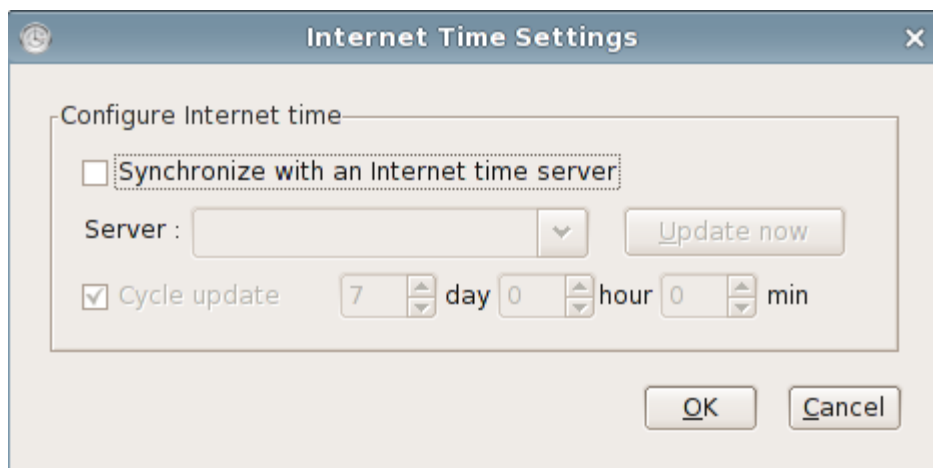 Internet Time Settings
Configure Internet time
Synchronize with an Internet time server
Server : Update now
Cycle update 7 day 0 hour 0 min
OK Cancel